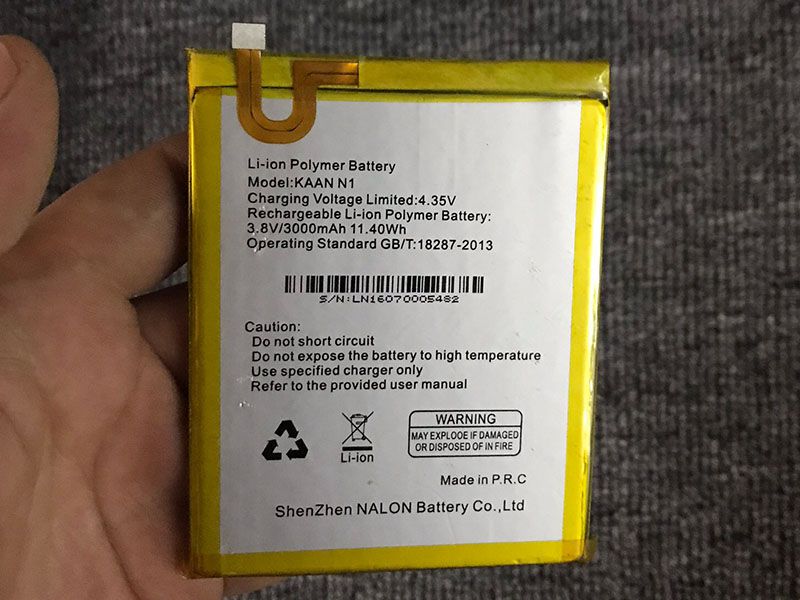 Li-ion Polymer Battery
Model:KAAN N1
Charging Voltage Limited:4.35V
Rechargeable Li-ion Polymer Battery:
3.8V/3000mAh 11.40Wh
Operating Standard GB/T:18287-2013
S/N:LN16070005482
Caution:
Do not short circuit
Do not expose the battery to high temperature
Use specified charger only
Refer to the provided user manual
WARNING
MAY EXPLOOE IF DAMAGED
OR DISPOSED OF IN FIRE
Li-ion
Made in P.R.C
ShenZhen NALON Battery Co.,Ltd